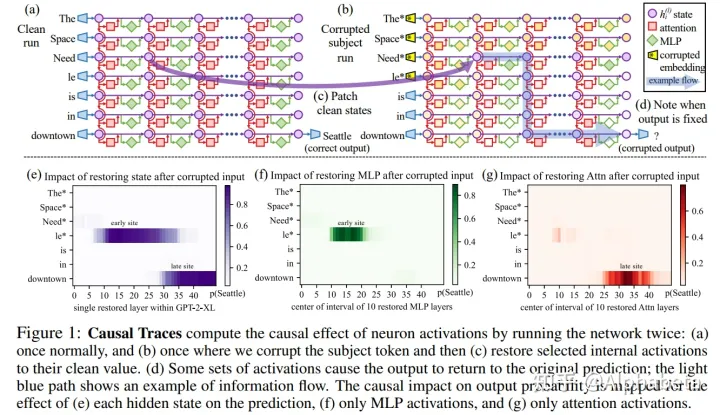 (a)
Clean run
The
Space
Need
le
is
in
downtown
Seattle
(correct output)
(b)
Corrupted subject run
The*
Space*
Need*
le*
is
in
downtown
?
(corrupted output)
(c) Patch clean states
(d) Note when output is fixed
state
attention
MLP
corrupted embedding
example flow
(e) Impact of restoring state after corrupted input
The*
Space*
Need*
le*
is
in
downtown
early site
late site
0.8
0.6
0.4
0.2
0 5 10 15 20 25 30 35 40 p(Seattle)
single restored layer within GPT-2-XL
(f) Impact of restoring MLP after corrupted input
The*
Space*
Need*
le*
is
in
downtown
early site
0.8
0.6
0.4
0.2
0 5 10 15 20 25 30 35 40 p(Seattle)
center of interval of 10 restored MLP layers
(g) Impact of restoring Attn after corrupted input
The*
Space*
Need*
le*
is
in
downtown
late site
0.6
0.4
0.2
0 5 10 15 20 25 30 35 40 p(Seattle)
center of interval of 10 restored Attn layers
Figure 1: Causal Traces compute the causal effect of neuron activations by running the network twice: (a)
once normally, and (b) once where we corrupt the subject token and then (c) restore selected internal activations
to their clean value. (d) Some sets of activations cause the output to return to the original prediction; the light
blue path shows an example of information flow. The causal impact on output probability is mapped for the
effect of (e) each hidden state on the prediction, (f) only MLP activations, and (g) only attention activations.